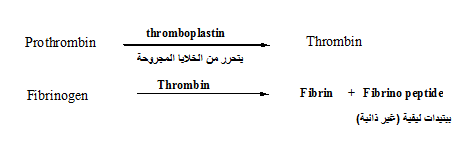 thromboplastin
Prothrombin Thrombin
يتحرر من الخلايا المجروحة
Thrombin
Fibrinogen Fibrin + Fibrino peptide
ببتيدات ليفية (غير ذائبة)